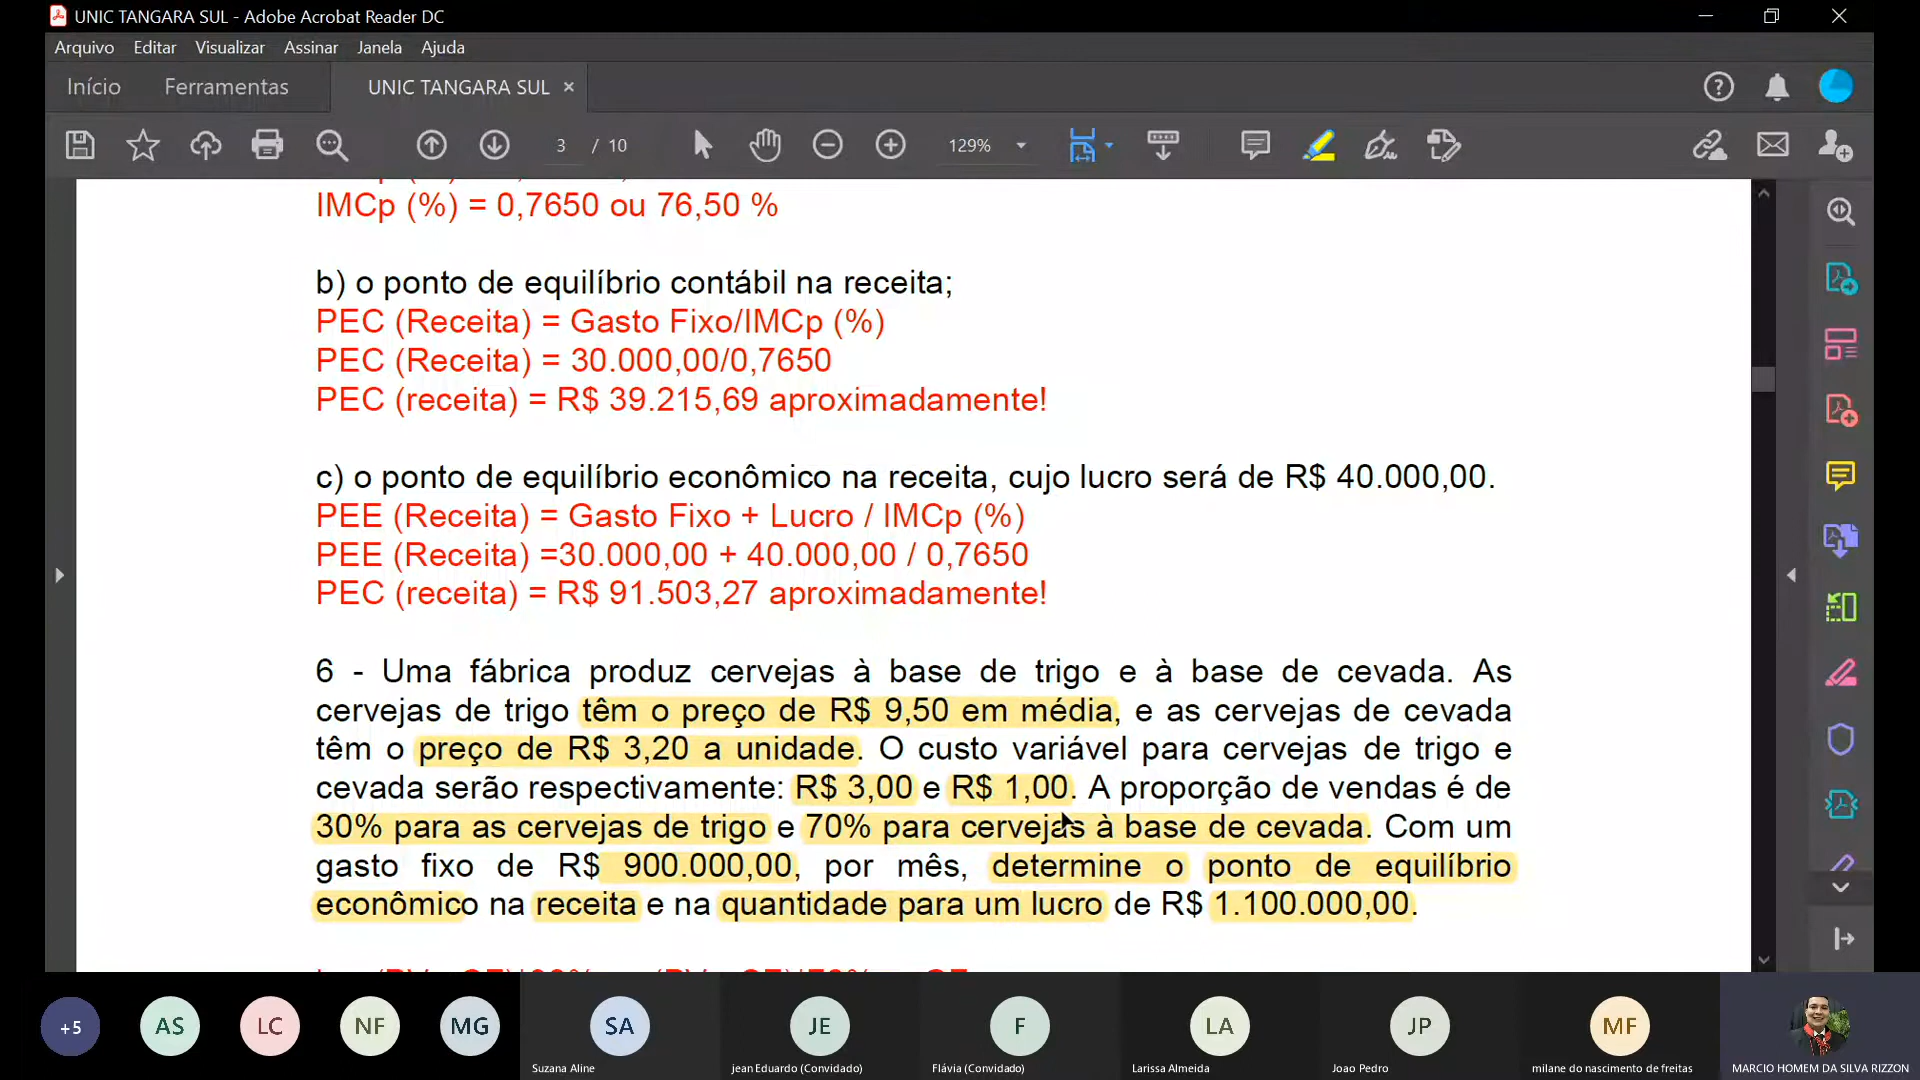 UNIC TANGARA SUL - Adobe Acrobat Reader DC
Arquivo Editar Visualizar Assinar Janela Ajuda
Início Ferramentas UNIC TANGARA SUL ×
3 / 10 129%
IMCp (%) = 0,7650 ou 76,50 %
b) o ponto de equilíbrio contábil na receita;
PEC (Receita) = Gasto Fixo/IMCp (%)
PEC (Receita) = 30.000,00/0,7650
PEC (receita) = R$ 39.215,69 aproximadamente!
c) o ponto de equilíbrio econômico na receita, cujo lucro será de R$ 40.000,00.
PEE (Receita) = Gasto Fixo + Lucro / IMCp (%)
PEE (Receita) =30.000,00 + 40.000,00 / 0,7650
PEC (receita) = R$ 91.503,27 aproximadamente!
6 - Uma fábrica produz cervejas à base de trigo e à base de cevada. As
cervejas de trigo têm o preço de R$ 9,50 em média, e as cervejas de cevada
têm o preço de R$ 3,20 a unidade. O custo variável para cervejas de trigo e
cevada serão respectivamente: R$ 3,00 e R$ 1,00. A proporção de vendas é de
30% para as cervejas de trigo e 70% para cervejas à base de cevada. Com um
gasto fixo de R$ 900.000,00, por mês, determine o ponto de equilíbrio
econômico na receita e na quantidade para um lucro de R$ 1.100.000,00.
+5 AS LC NF MG SA JE F LA JP MF
Suzana Aline jean Eduardo (Convidado) Flávia (Convidado) Larissa Almeida Joao Pedro milane do nascimento de freitas MARCIO HOMEM DA SILVA RIZZON